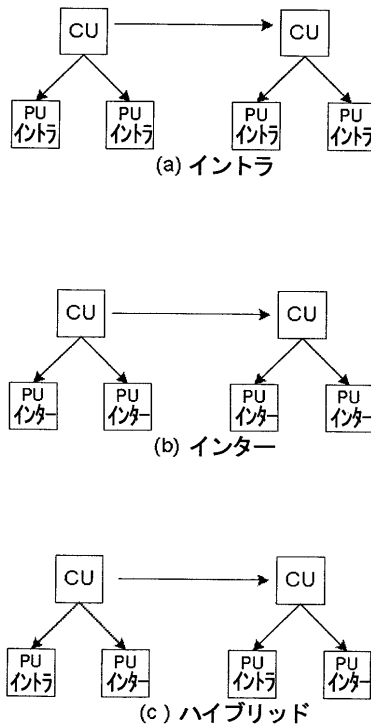 CU CU
PU PU PU PU
イントラ イントラ イントラ イントラ
(a) イントラ
CU CU
PU PU PU PU
インター インター インター インター
(b) インター
CU CU
PU PU PU PU
イントラ インター イントラ インター
(c) ハイブリッド